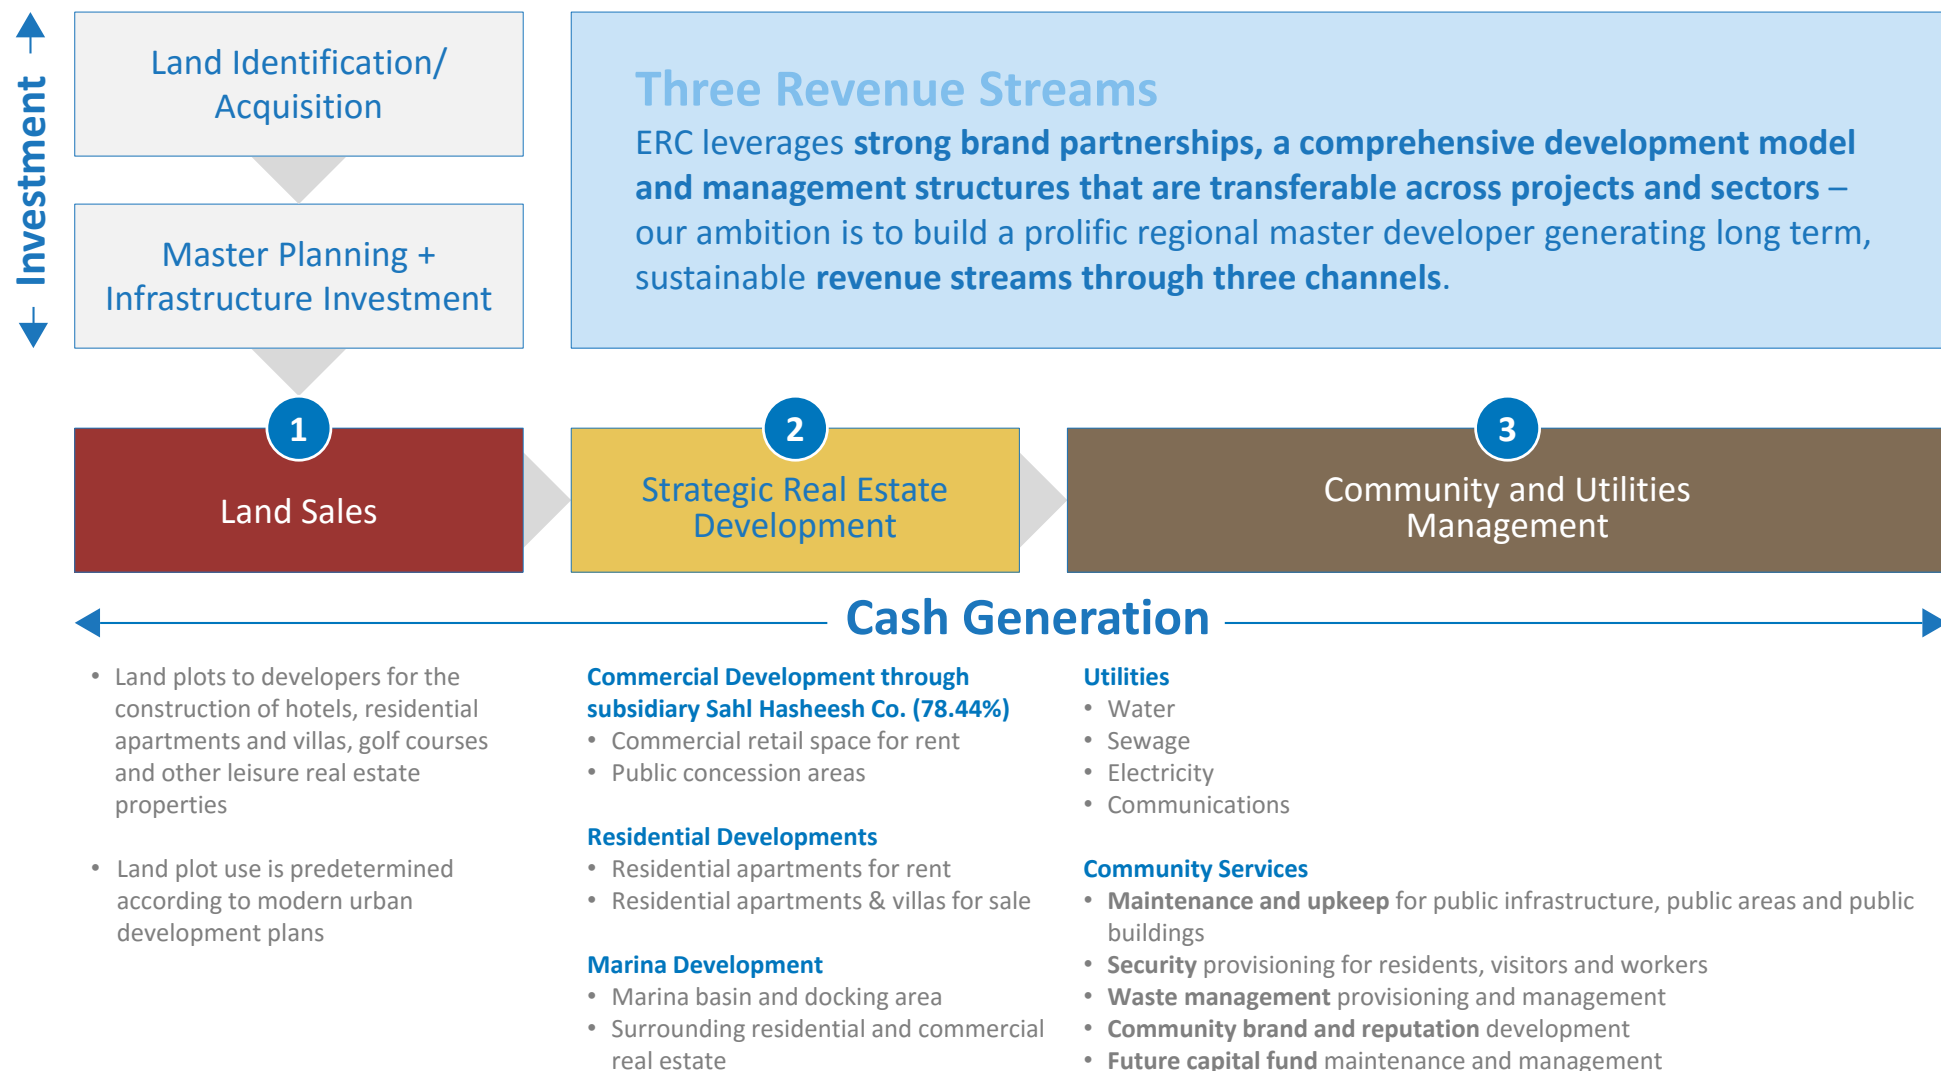 Investment
Land Identification/
Acquisition
Master Planning +
Infrastructure Investment
Three Revenue Streams
ERC leverages strong brand partnerships, a comprehensive development model
and management structures that are transferable across projects and sectors –
our ambition is to build a prolific regional master developer generating long term,
sustainable revenue streams through three channels.
1
Land Sales
2
Strategic Real Estate
Development
3
Community and Utilities
Management
Cash Generation
• Land plots to developers for the
construction of hotels, residential
apartments and villas, golf courses
and other leisure real estate
properties
• Land plot use is predetermined
according to modern urban
development plans
Commercial Development through
subsidiary Sahl Hasheesh Co. (78.44%)
• Commercial retail space for rent
• Public concession areas
Residential Developments
• Residential apartments for rent
• Residential apartments & villas for sale
Marina Development
• Marina basin and docking area
• Surrounding residential and commercial
real estate
Utilities
• Water
• Sewage
• Electricity
• Communications
Community Services
• Maintenance and upkeep for public infrastructure, public areas and public
buildings
• Security provisioning for residents, visitors and workers
• Waste management provisioning and management
• Community brand and reputation development
• Future capital fund maintenance and management